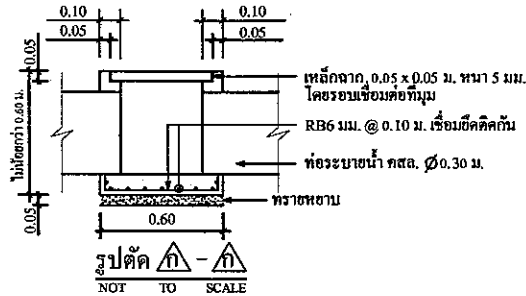 0.10 0.10
0.05 0.05
0.05
เหล็กฉาก 0.05 x 0.05 ม. หนา 5 มม.
โดยรอบเชื่อมต่อที่มุม
ไม่น้อยกว่า 0.60 ม.
RB6 มม. @ 0.10 ม. เชื่อมยึดติดกัน
ท่อระบายน้ำ คสล. Ø 0.30 ม.
0.05
ทรายหยาบ
0.60
รูปตัด ก - ก
NOT TO SCALE